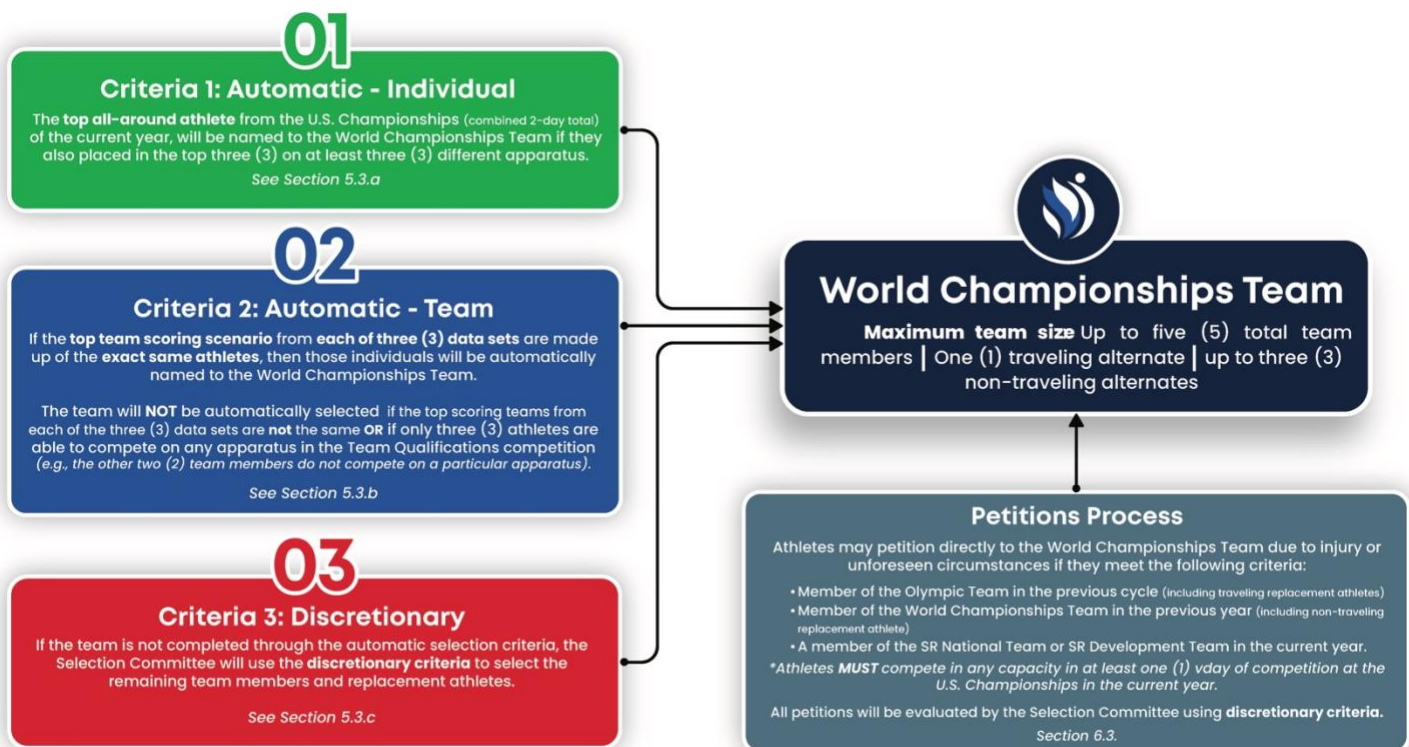 01
Criteria 1: Automatic - Individual
The top all-around athlete from the U.S. Championships (combined 2-day total)
of the current year, will be named to the World Championships Team if they
also placed in the top three (3) on at least three (3) different apparatus.
See Section 5.3.a
02
Criteria 2: Automatic - Team
If the top team scoring scenario from each of three (3) data sets are made
up of the exact same athletes, then those individuals will be automatically
named to the World Championships Team.
The team will NOT be automatically selected if the top scoring teams from
each of the three (3) data sets are not the same OR if only three (3) athletes are
able to compete on any apparatus in the Team Qualifications competition
(e.g., the other two (2) team members do not compete on a particular apparatus).
See Section 5.3.b
03
Criteria 3: Discretionary
If the team is not completed through the automatic selection criteria, the
Selection Committee will use the discretionary criteria to select the
remaining team members and replacement athletes.
See Section 5.3.c
World Championships Team
Maximum team size Up to five (5) total team
members | One (1) traveling alternate | up to three (3)
non-traveling alternates
Petitions Process
Athletes may petition directly to the World Championships Team due to injury or
unforeseen circumstances if they meet the following criteria:
• Member of the Olympic Team in the previous cycle (including traveling replacement athletes)
• Member of the World Championships Team in the previous year (including non-traveling
replacement athlete)
• A member of the SR National Team or SR Development Team in the current year.
*Athletes MUST compete in any capacity in at least one (1) vday of competition at the
U.S. Championships in the current year.
All petitions will be evaluated by the Selection Committee using discretionary criteria.
Section 6.3.